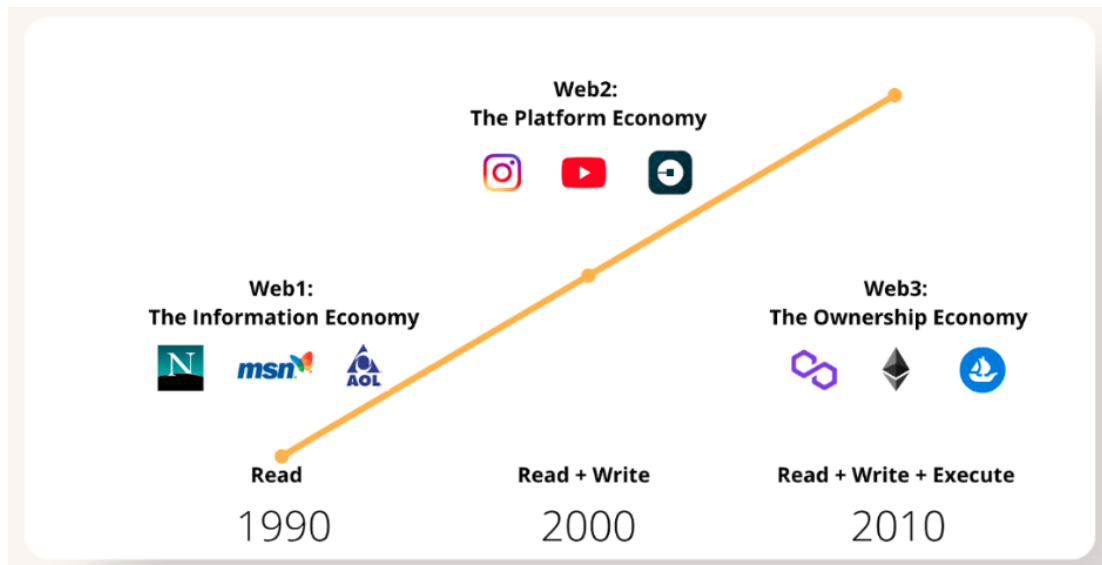 Web2:
The Platform Economy
Web1:
The Information Economy
N
msn
AOL
Web3:
The Ownership Economy
Read
Read + Write
Read + Write + Execute
1990
2000
2010